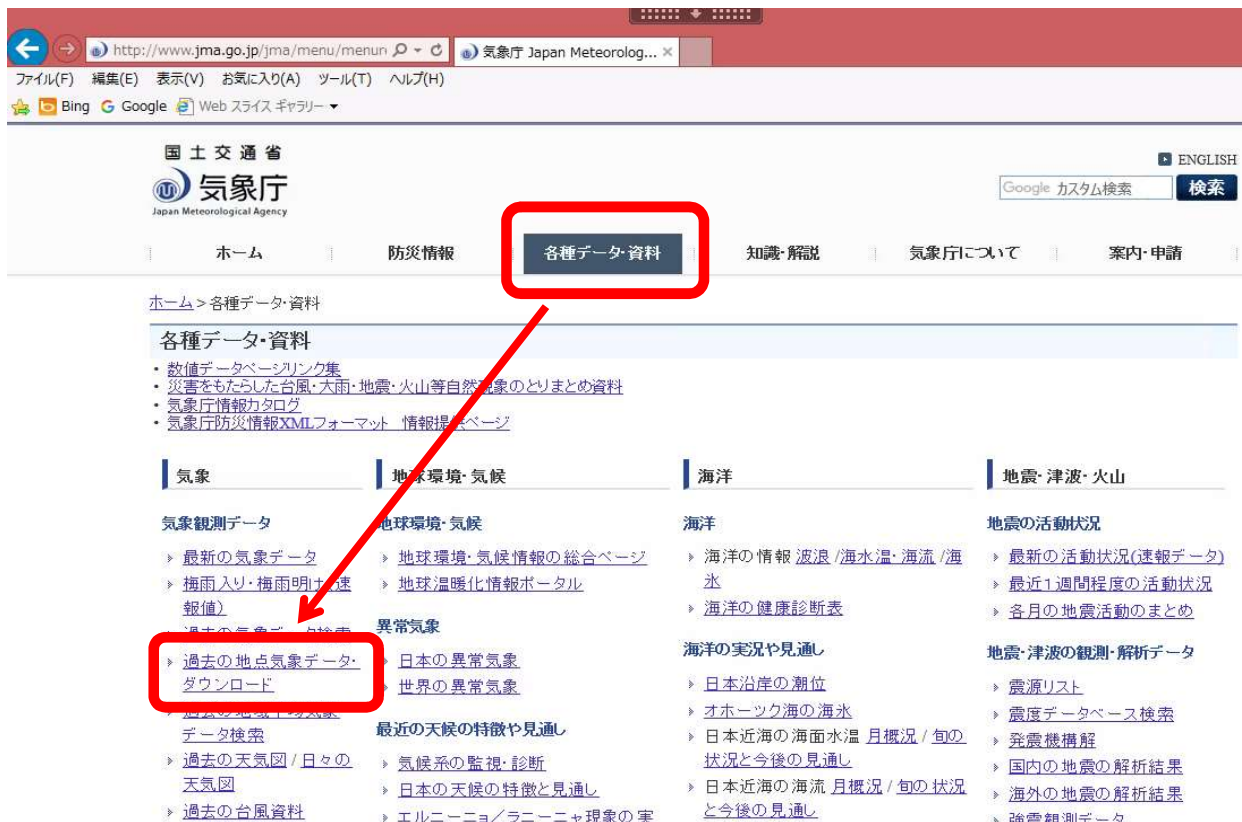 http://www.jma.go.jp/jma/menu/menun
気象庁 Japan Meteorolog...
ファイル(F) 編集(E) 表示(V) お気に入り(A) ツール(T) ヘルプ(H)
Bing Google Web スライス ギャラリー
国土交通省
ENGLISH
気象庁
Google カスタム検索 検索
Japan Meteorological Agency
ホーム 防災情報 各種データ・資料 知識・解説 気象庁について 案内・申請
ホーム > 各種データ・資料
各種データ・資料
・ 数値データページリンク集
・ 災害をもたらした台風・大雨・地震・火山等自然現象のとりまとめ資料
・ 気象庁情報カタログ
・ 気象庁防災情報XMLフォーマット 情報提供ページ
気象
気象観測データ
最新の気象データ
梅雨入り・梅雨明け(速
報値)
過去の気象データ検索
過去の地点気象データ・
ダウンロード
過去の地域平均気象
データ検索
過去の天気図 / 日々の
天気図
過去の台風資料
地球環境・気候
地球環境・気候
地球環境・気候情報の総合ページ
地球温暖化情報ポータル
異常気象
日本の異常気象
世界の異常気象
最近の天候の特徴や見通し
気候系の監視・診断
日本の天候の特徴と見通し
エルニーニョ/ラニーニャ現象の実
海洋
海洋
海洋の情報 波浪 /海水温・海流 /海
氷
海洋の健康診断表
海洋の実況や見通し
日本沿岸の潮位
オホーツク海の海氷
日本近海の海面水温 月概況 / 旬の
状況と今後の見通し
日本近海の海流 月概況 / 旬の状況
と今後の見通し
地震・津波・火山
地震の活動状況
最新の活動状況(速報データ)
最近1週間程度の活動状況
各月の地震活動のまとめ
地震・津波の観測・解析データ
震源リスト
震度データベース検索
発震機構解
国内の地震の解析結果
海外の地震の解析結果
強震観測データ